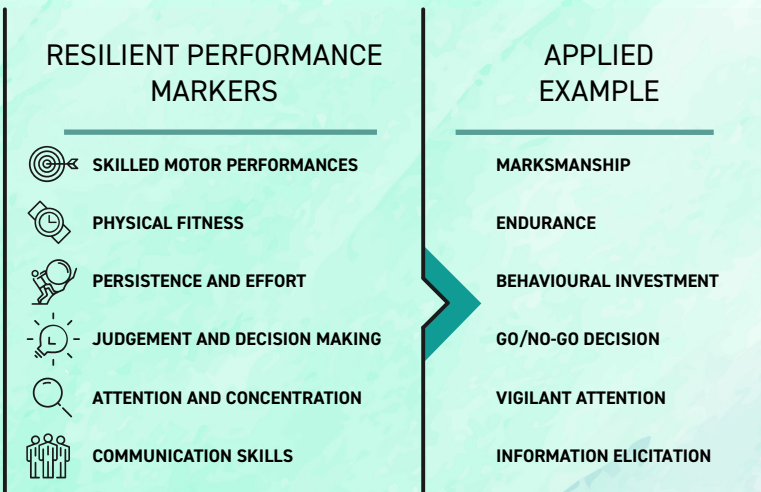 RESILIENT PERFORMANCE
MARKERS
SKILLED MOTOR PERFORMANCES
PHYSICAL FITNESS
PERSISTENCE AND EFFORT
JUDGEMENT AND DECISION MAKING
ATTENTION AND CONCENTRATION
COMMUNICATION SKILLS
APPLIED
EXAMPLE
MARKSMANSHIP
ENDURANCE
BEHAVIOURAL INVESTMENT
GO/NO-GO DECISION
VIGILANT ATTENTION
INFORMATION ELICITATION